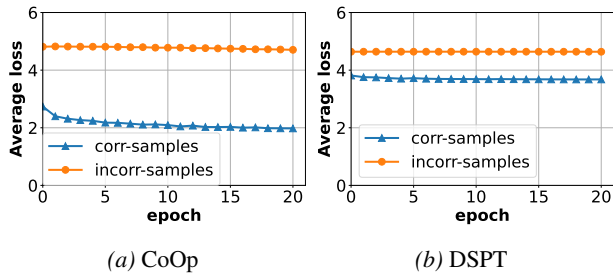 Average loss
6
4
2
0
corr-samples
incorr-samples
0 5 10 15 20
epoch
(a) CoOp
Average loss
6
4
2
0
corr-samples
incorr-samples
0 5 10 15 20
epoch
(b) DSPT